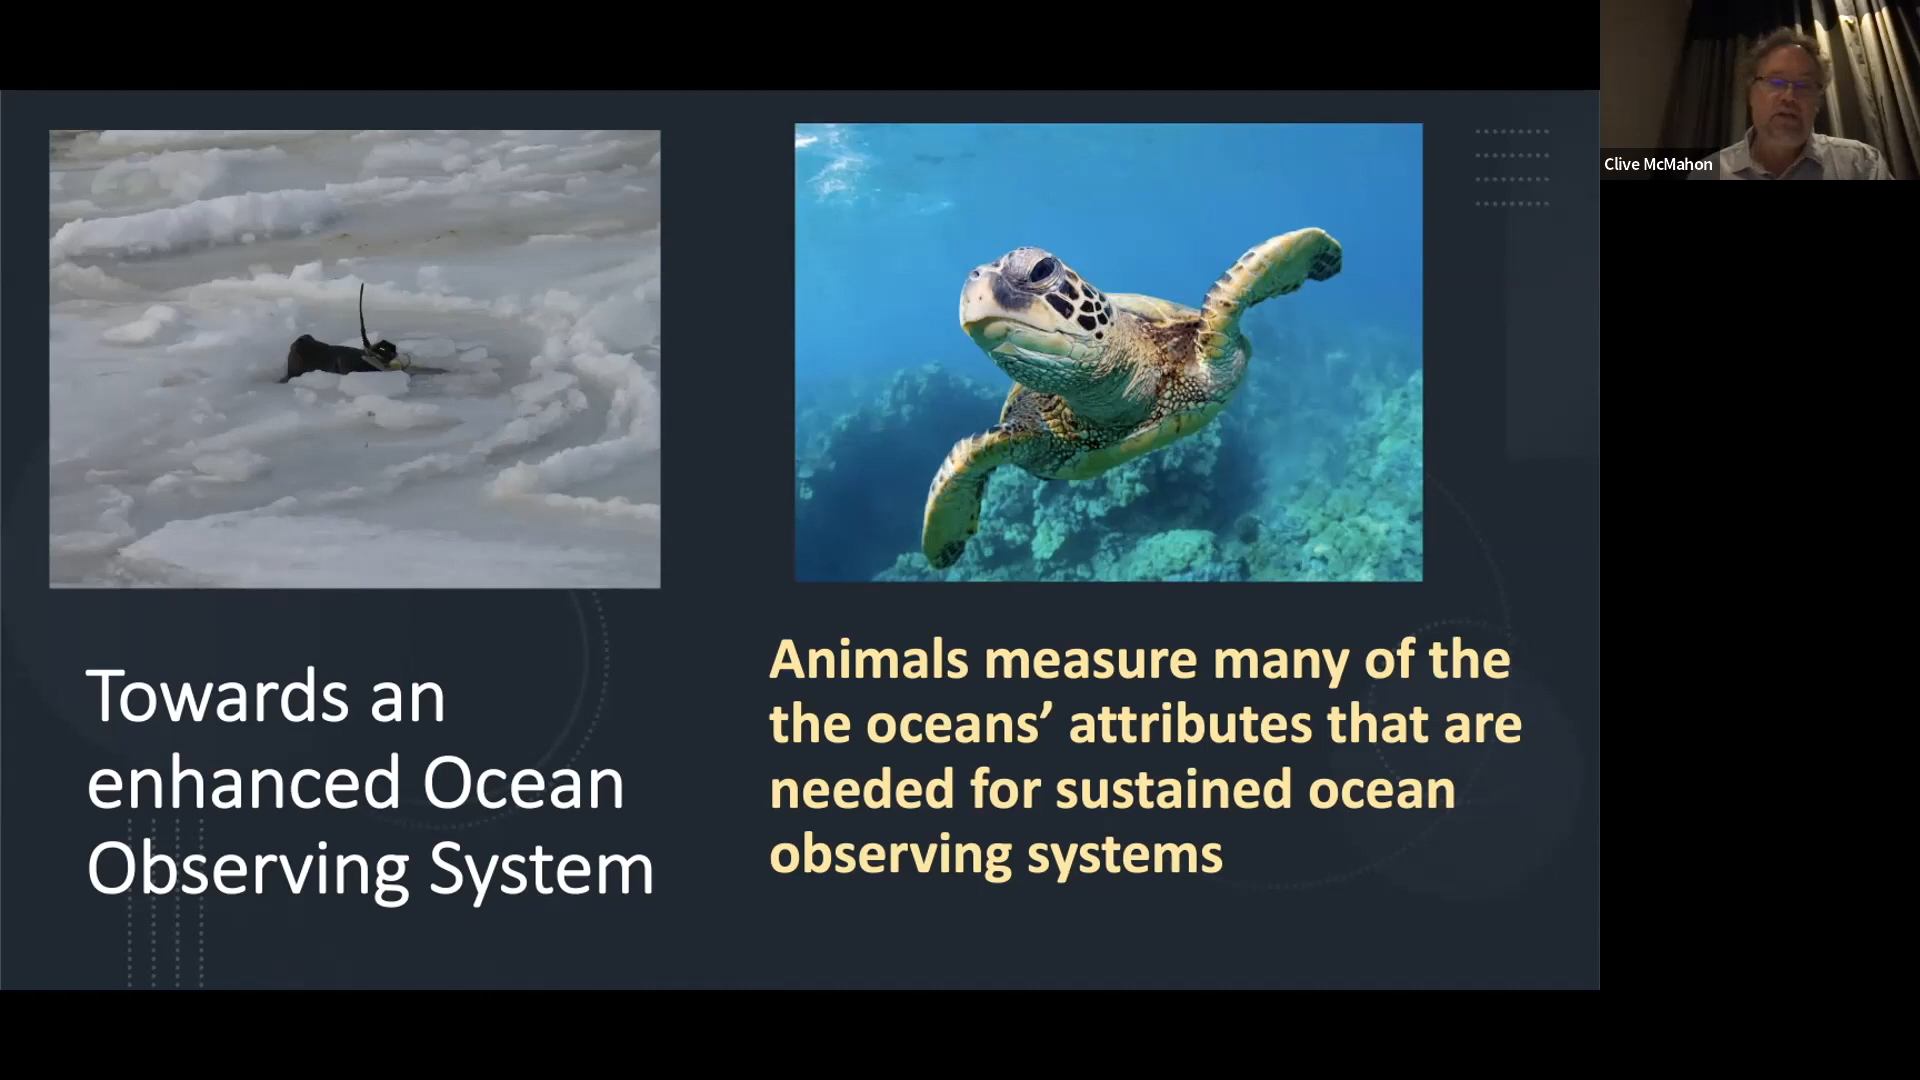 Clive McMahon
Towards an
enhanced Ocean
Observing System
Animals measure many of the
the oceans’ attributes that are
needed for sustained ocean
observing systems